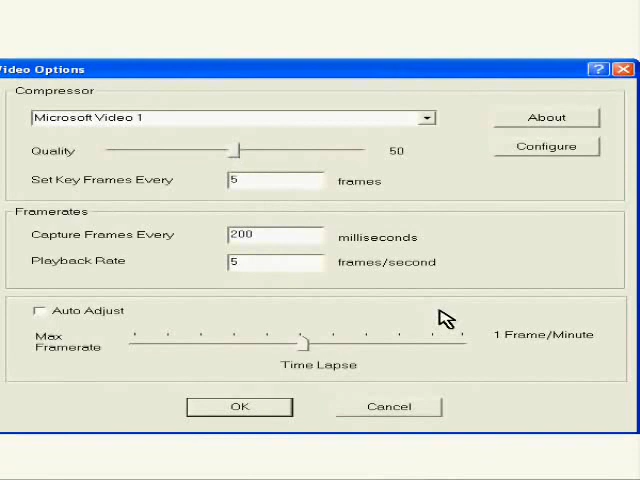 Video Options
Compressor
Microsoft Video 1
About
Quality
50
Configure
Set Key Frames Every 5 frames
Framerates
Capture Frames Every 200 milliseconds
Playback Rate 5 frames/second
Auto Adjust
Max
Framerate
1 Frame/Minute
Time Lapse
OK
Cancel